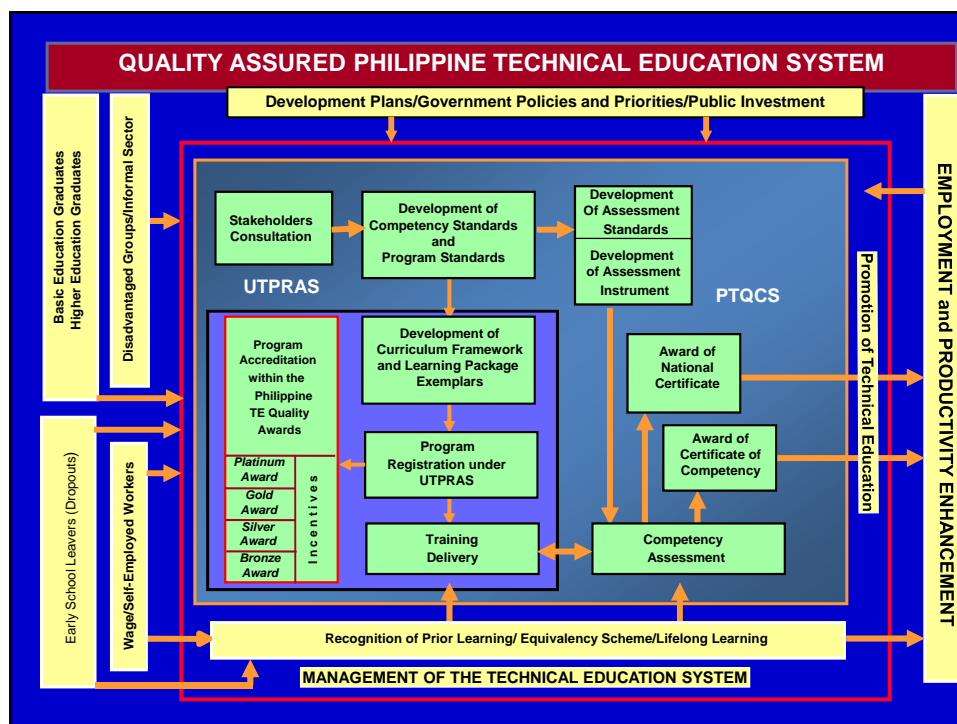 QUALITY ASSURED PHILIPPINE TECHNICAL EDUCATION SYSTEM
Development Plans/Government Policies and Priorities/Public Investment
Basic Education Graduates
Higher Education Graduates
Disadvantaged Groups/Informal Sector
Early School Leavers (Dropouts)
Wage/Self-Employed Workers
Stakeholders
Consultation
Development of
Competency Standards
and
Program Standards
Development
Of Assessment
Standards
Development
of Assessment
Instrument
UTPRAS
PTQCS
Program
Accreditation
within the
Philippine
TE Quality
Awards
Platinum
Award
Gold
Award
Silver
Award
Bronze
Award
Incentives
Development of
Curriculum Framework
and Learning Package
Exemplars
Program
Registration under
UTPRAS
Training
Delivery
Award of
National
Certificate
Award of
Certificate of
Competency
Competency
Assessment
Promotion of Technical Education
EMPLOYMENT and PRODUCTIVITY ENHANCEMENT
Recognition of Prior Learning/ Equivalency Scheme/Lifelong Learning
MANAGEMENT OF THE TECHNICAL EDUCATION SYSTEM